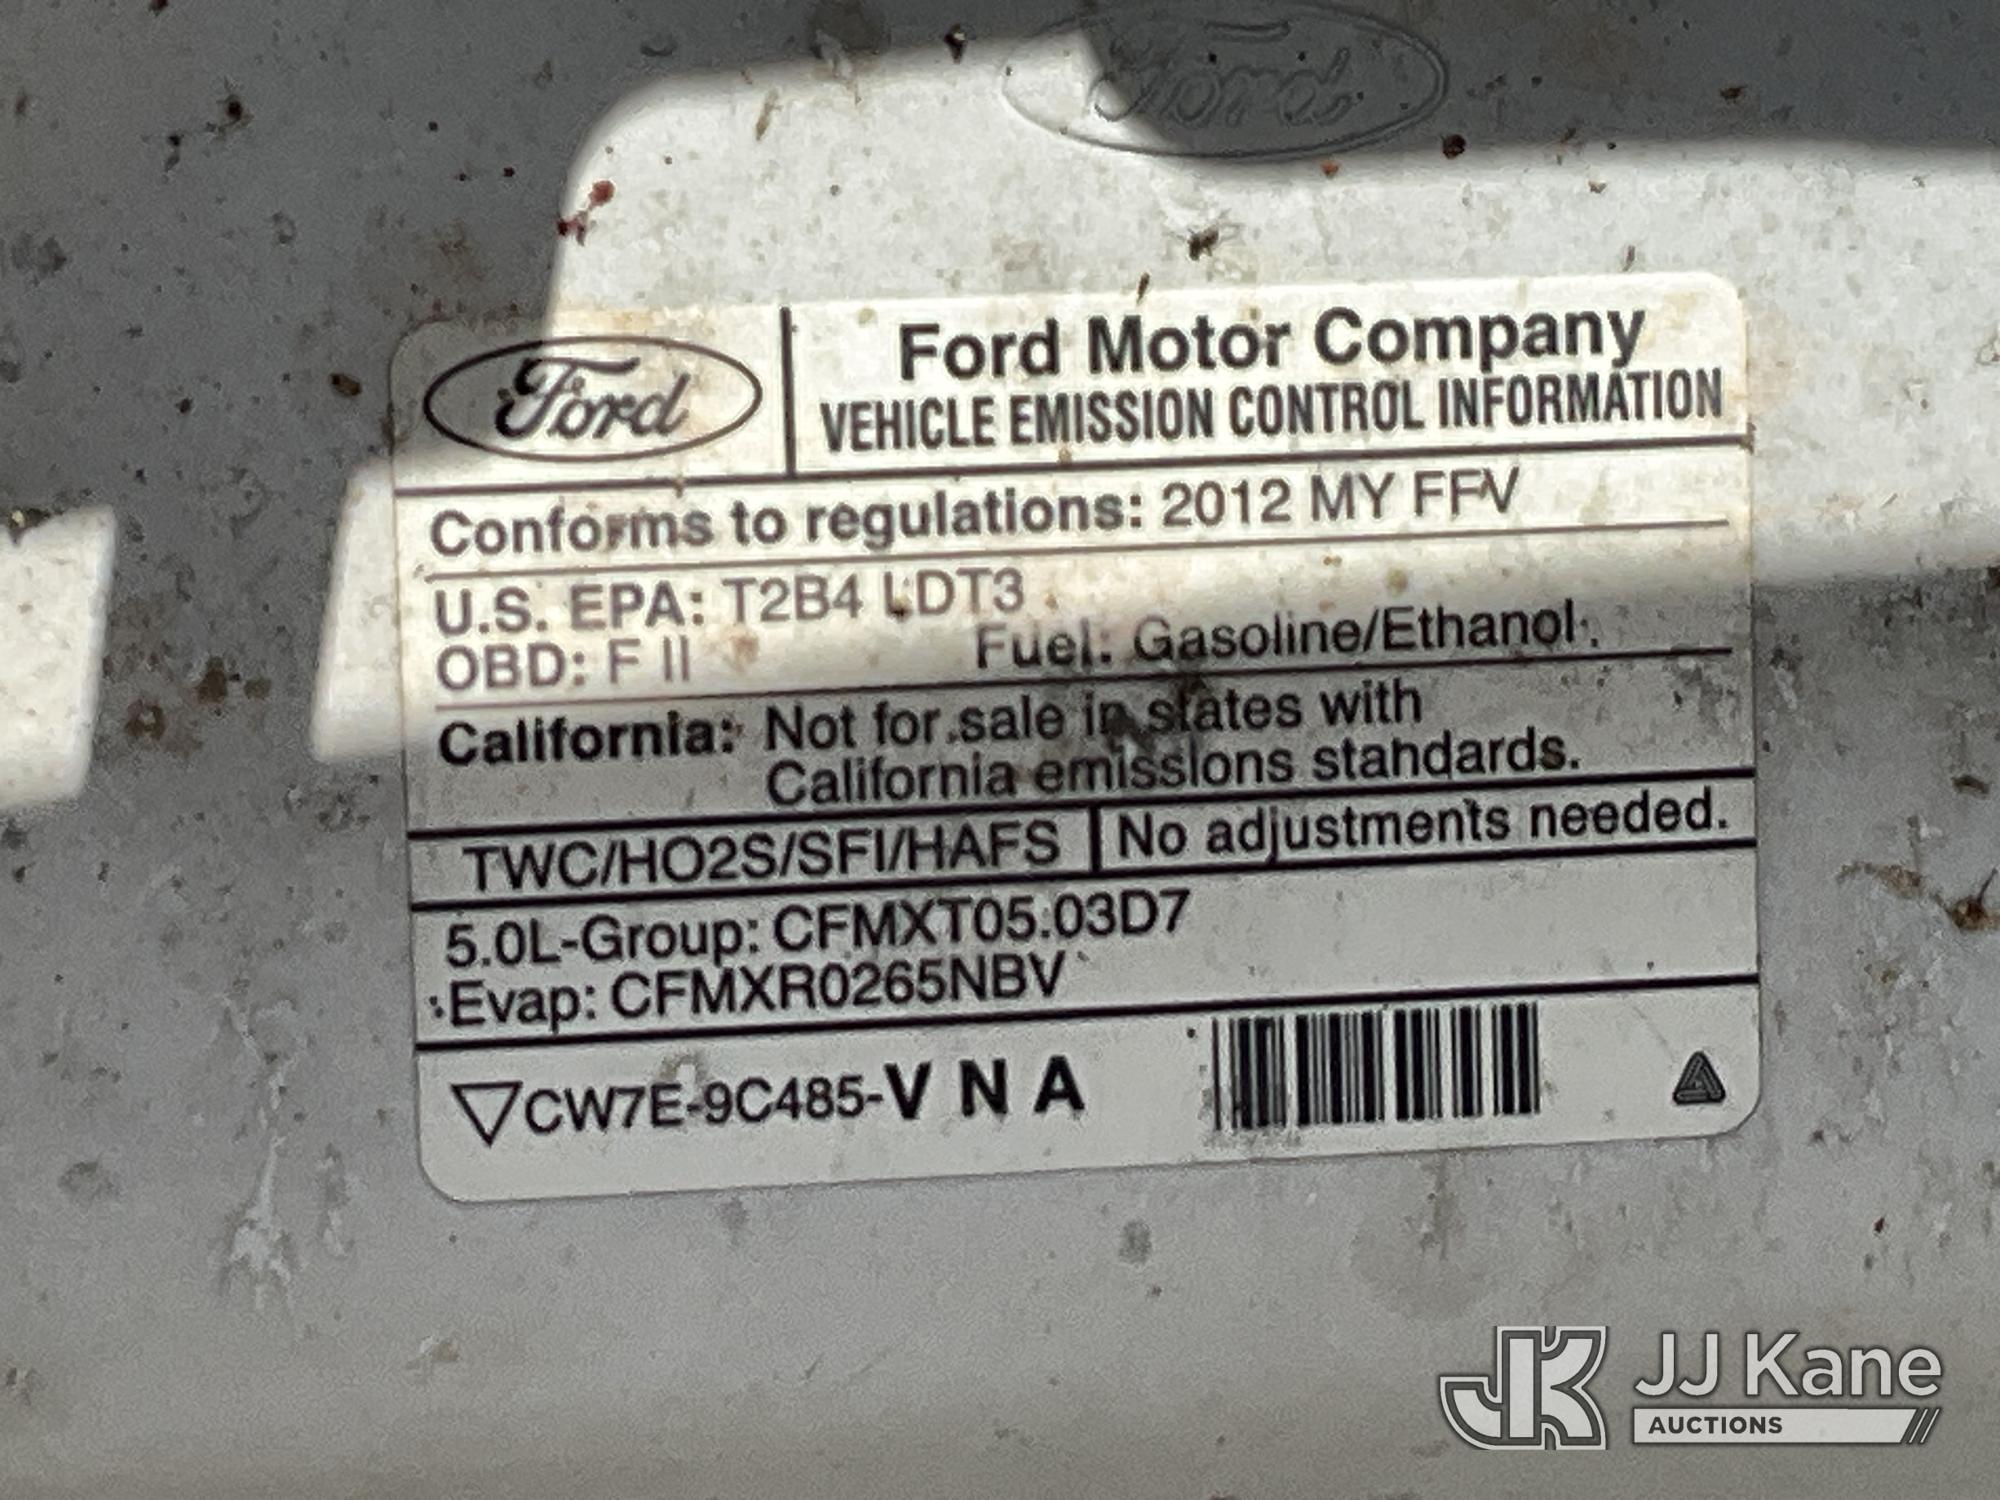 Ford
Ford
Ford Motor Company
VEHICLE EMISSION CONTROL INFORMATION
Conforms to regulations: 2012 MY FFV
U.S. EPA: T2B4 LDT3
OBD: F II Fuel: Gasoline/Ethanol
California: Not for sale in states with
California emissions standards.
TWC/HO2S/SFI/HAFS No adjustments needed.
5.0L-Group: CFMXT05.03D7
Evap: CFMXR0265NBV
CW7E-9C485-V N A
JK JJ Kane
AUCTIONS